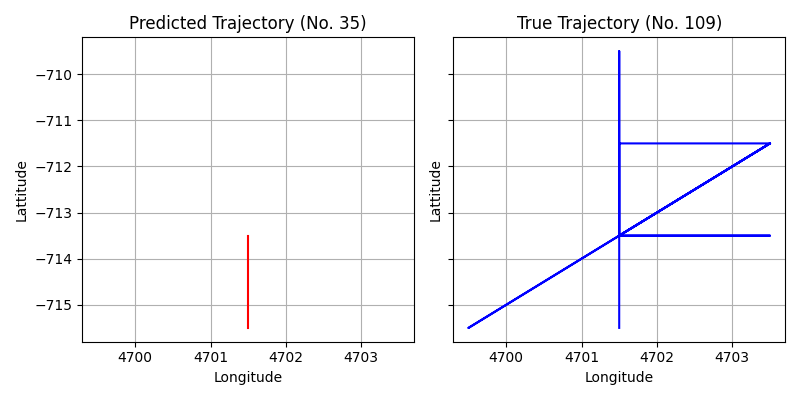 Predicted Trajectory (No. 35)
True Trajectory (No. 109)
Lattitude
−710
−711
−712
−713
−714
−715
4700
4701
4702
4703
Longitude
Lattitude
4700
4701
4702
4703
Longitude